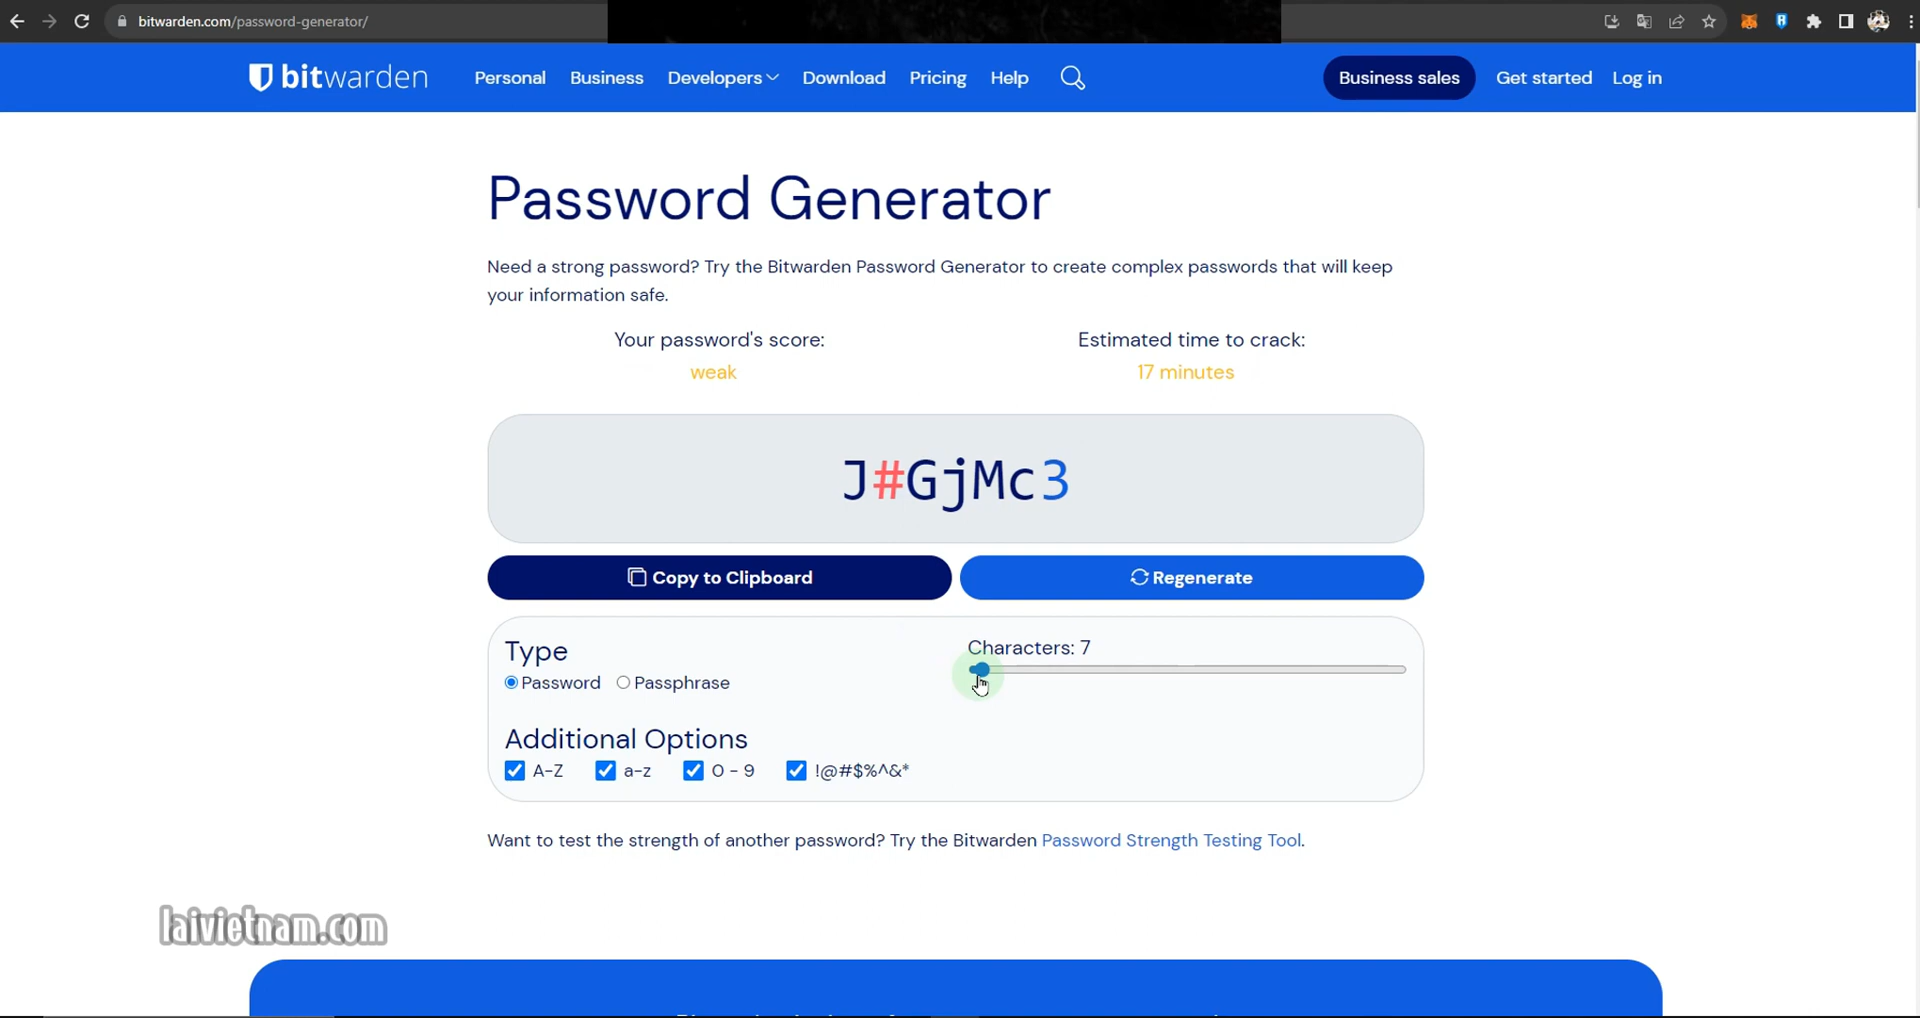 bitwarden.com/password-generator/
bitwarden Personal Business Developers Download Pricing Help Business sales Get started Log in
Password Generator
Need a strong password? Try the Bitwarden Password Generator to create complex passwords that will keep
your information safe.
Your password's score: Estimated time to crack:
weak 17 minutes
J#GjMc3
Copy to Clipboard Regenerate
Type Characters: 7
Password Passphrase
Additional Options
A-Z a-z 0 - 9 !@#$%^&*
Want to test the strength of another password? Try the Bitwarden Password Strength Testing Tool.
laivietnam.com